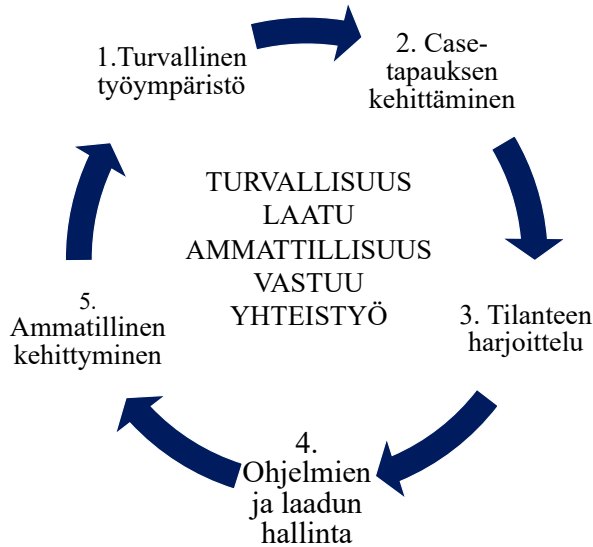 1.Turvallinen
työympäristö
2. Case-
tapauksen
kehittäminen
3. Tilanteen
harjoittelu
4.
Ohjelmien
ja laadun
hallinta
5.
Ammatillinen
kehittyminen
TURVALLISUUS
LAATU
AMMATTILLISUUS
VASTUU
YHTEISTYÖ